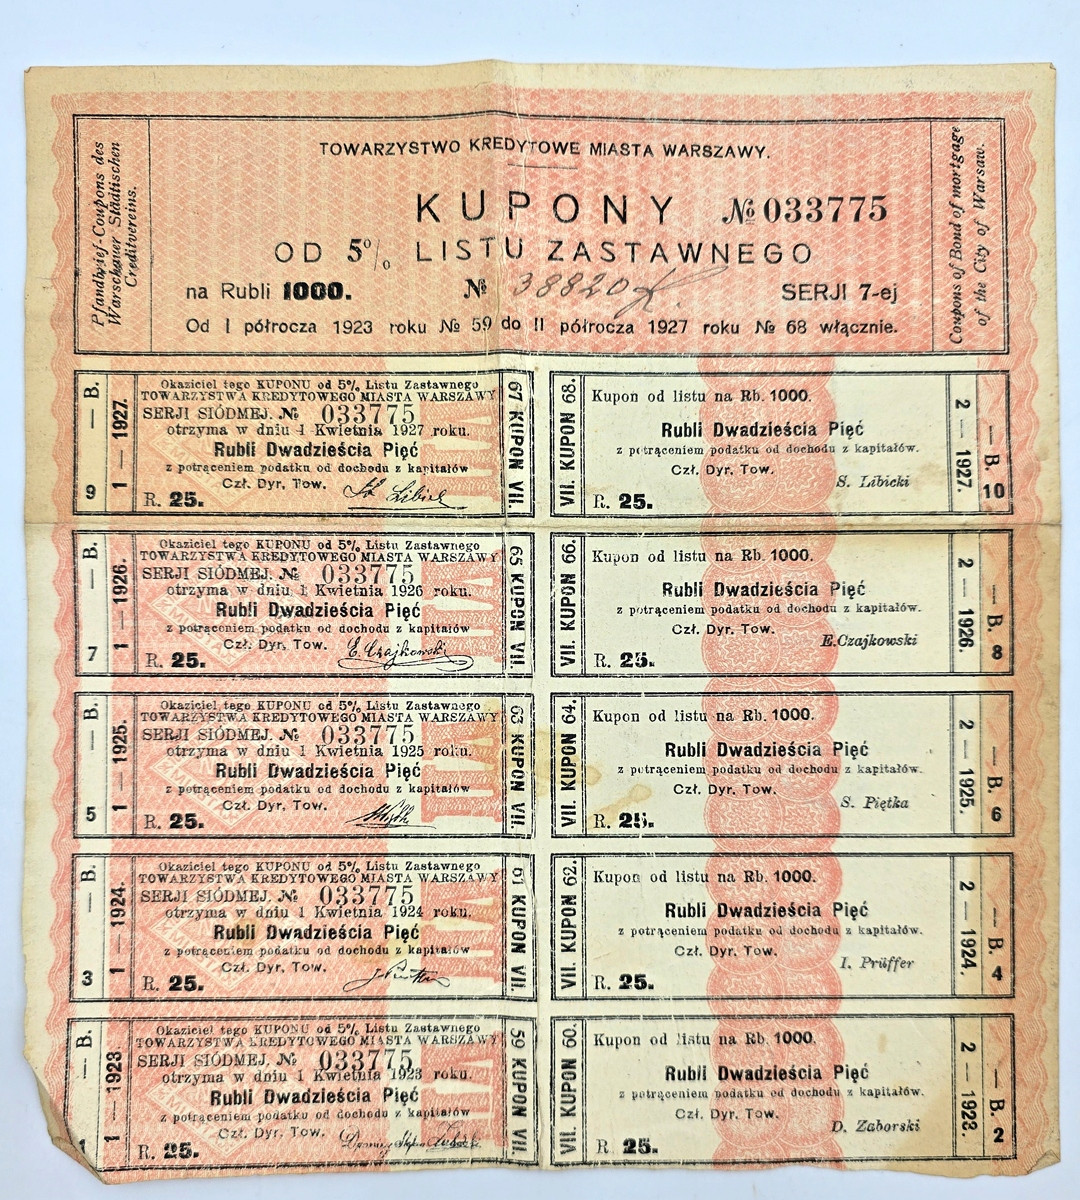 Pfandbrief-Coupons des
Warschauer Städtischen
Creditvereins.
TOWARZYSTWO KREDYTOWE MIASTA WARSZAWY.
KUPONY № 033775
OD 5% LISTU ZASTAWNEGO
na Rubli 1000. № 38820 SERJI 7-ej
Od I półrocza 1923 roku № 59 do II półrocza 1927 roku № 68 włącznie.
Coupons of Bond of mortgage
of the City of Warsaw.
9 — B.
1 — 1927.
Okaziciel tego KUPONU od 5% Listu Zastawnego
TOWARZYSTWA KREDYTOWEGO MIASTA WARSZAWY
SERJI SIÓDMEJ. № 033775
otrzyma w dniu 1 Kwietnia 1927 roku.
Rubli Dwadzieścia Pięć
z potrąceniem podatku od dochodu z kapitałów
Czł. Dyr. Tow. St. Libicki
R. 25.
67 KUPON VII.
VII. KUPON 68.
Kupon od listu na Rb. 1000.
Rubli Dwadzieścia Pięć
z potrąceniem podatku od dochodu z kapitałów.
Czł. Dyr. Tow.
S. Libicki
R. 25.
2 — 1927.
— B. 10
7 — B.
1 — 1926.
Okaziciel tego KUPONU od 5% Listu Zastawnego
TOWARZYSTWA KREDYTOWEGO MIASTA WARSZAWY
SERJI SIÓDMEJ. № 033775
otrzyma w dniu 1 Kwietnia 1926 roku.
Rubli Dwadzieścia Pięć
z potrąceniem podatku od dochodu z kapitałów
Czł. Dyr. Tow. E. Czajkowski
R. 25.
65 KUPON VII.
VII. KUPON 66.
Kupon od listu na Rb. 1000.
Rubli Dwadzieścia Pięć
z potrąceniem podatku od dochodu z kapitałów.
Czł. Dyr. Tow.
E. Czajkowski
R. 25.
2 — 1926.
— B. 8
5 — B.
1 — 1925.
Okaziciel tego KUPONU od 5% Listu Zastawnego
TOWARZYSTWA KREDYTOWEGO MIASTA WARSZAWY
SERJI SIÓDMEJ. № 033775
otrzyma w dniu 1 Kwietnia 1925 roku.
Rubli Dwadzieścia Pięć
z potrąceniem podatku od dochodu z kapitałów
Czł. Dyr. Tow.
R. 25.
63 KUPON VII.
VII. KUPON 64.
Kupon od listu na Rb. 1000.
Rubli Dwadzieścia Pięć
z potrąceniem podatku od dochodu z kapitałów.
Czł. Dyr. Tow.
S. Piętka
R. 25.
2 — 1925.
— B. 6
3 — B.
1 — 1924.
Okaziciel tego KUPONU od 5% Listu Zastawnego
TOWARZYSTWA KREDYTOWEGO MIASTA WARSZAWY
SERJI SIÓDMEJ. № 033775
otrzyma w dniu 1 Kwietnia 1924 roku.
Rubli Dwadzieścia Pięć
z potrąceniem podatku od dochodu z kapitałów
Czł. Dyr. Tow.
R. 25.
61 KUPON VII.
VII. KUPON 62.
Kupon od listu na Rb. 1000.
Rubli Dwadzieścia Pięć
z potrąceniem podatku od dochodu z kapitałów.
Czł. Dyr. Tow.
I. Prüffer
R. 25.
2 — 1924.
— B. 4
1 — B.
1 — 1923.
Okaziciel tego KUPONU od 5% Listu Zastawnego
TOWARZYSTWA KREDYTOWEGO MIASTA WARSZAWY
SERJI SIÓDMEJ. № 033775
otrzyma w dniu 1 Kwietnia 1923 roku.
Rubli Dwadzieścia Pięć
z potrąceniem podatku od dochodu z kapitałów
Czł. Dyr. Tow.
R. 25.
59 KUPON VII.
VII. KUPON 60.
Kupon od listu na Rb. 1000.
Rubli Dwadzieścia Pięć
z potrąceniem podatku od dochodu z kapitałów.
Czł. Dyr. Tow.
D. Zaborski
R. 25.
2 — 1923.
— B. 2